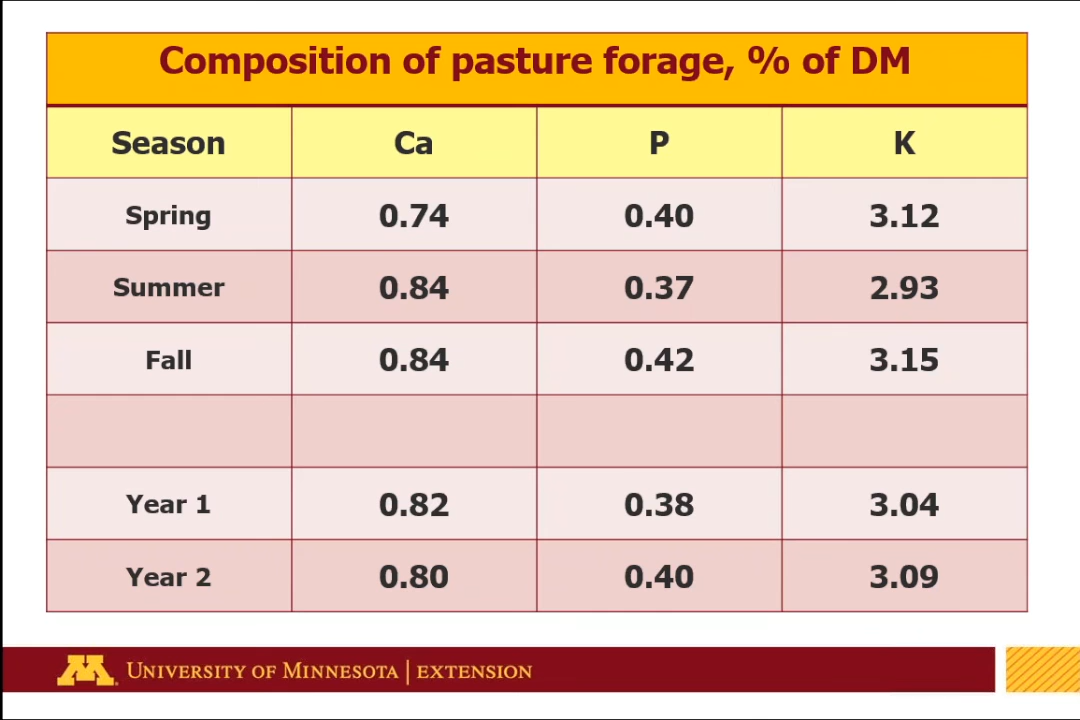 Composition of pasture forage, % of DM
Season Ca P K
Spring 0.74 0.40 3.12
Summer 0.84 0.37 2.93
Fall 0.84 0.42 3.15
Year 1 0.82 0.38 3.04
Year 2 0.80 0.40 3.09
M UNIVERSITY OF MINNESOTA | EXTENSION